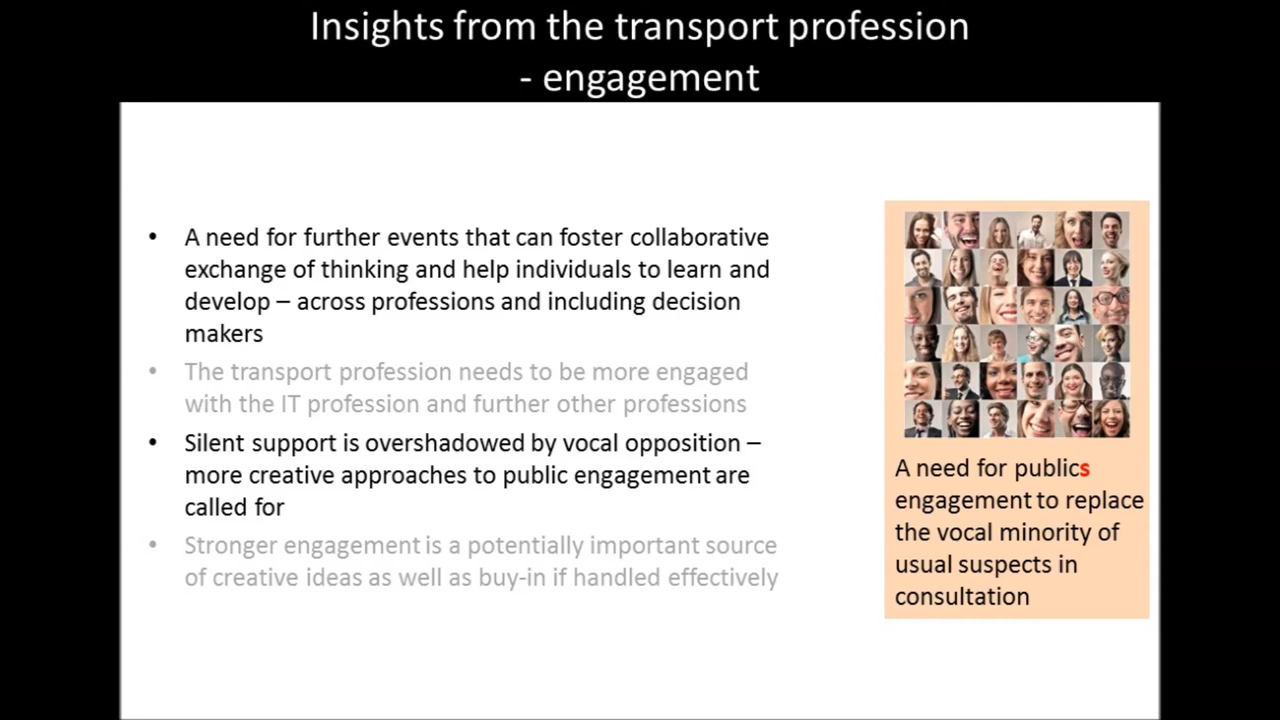 Insights from the transport profession
- engagement
• A need for further events that can foster collaborative
exchange of thinking and help individuals to learn and
develop – across professions and including decision
makers
• The transport profession needs to be more engaged
with the IT profession and further other professions
• Silent support is overshadowed by vocal opposition –
more creative approaches to public engagement are
called for
• Stronger engagement is a potentially important source
of creative ideas as well as buy-in if handled effectively
A need for publics
engagement to replace
the vocal minority of
usual suspects in
consultation